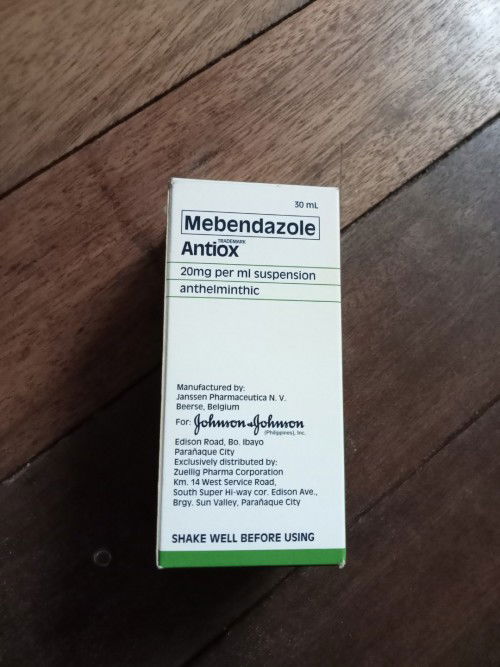 30 mL
Mebendazole
TRADEMARK
Antiox
20mg per ml suspension
anthelminthic
Manufactured by:
Janssen Pharmaceutica N. V.
Beerse, Belgium
For: Johnson & Johnson
(Philippines), Inc.
Edison Road, Bo. Ibayo
Parañaque City
Exclusively distributed by:
Zuellig Pharma Corporation
Km. 14 West Service Road,
South Super Hi-way cor. Edison Ave.,
Brgy. Sun Valley, Parañaque City
SHAKE WELL BEFORE USING